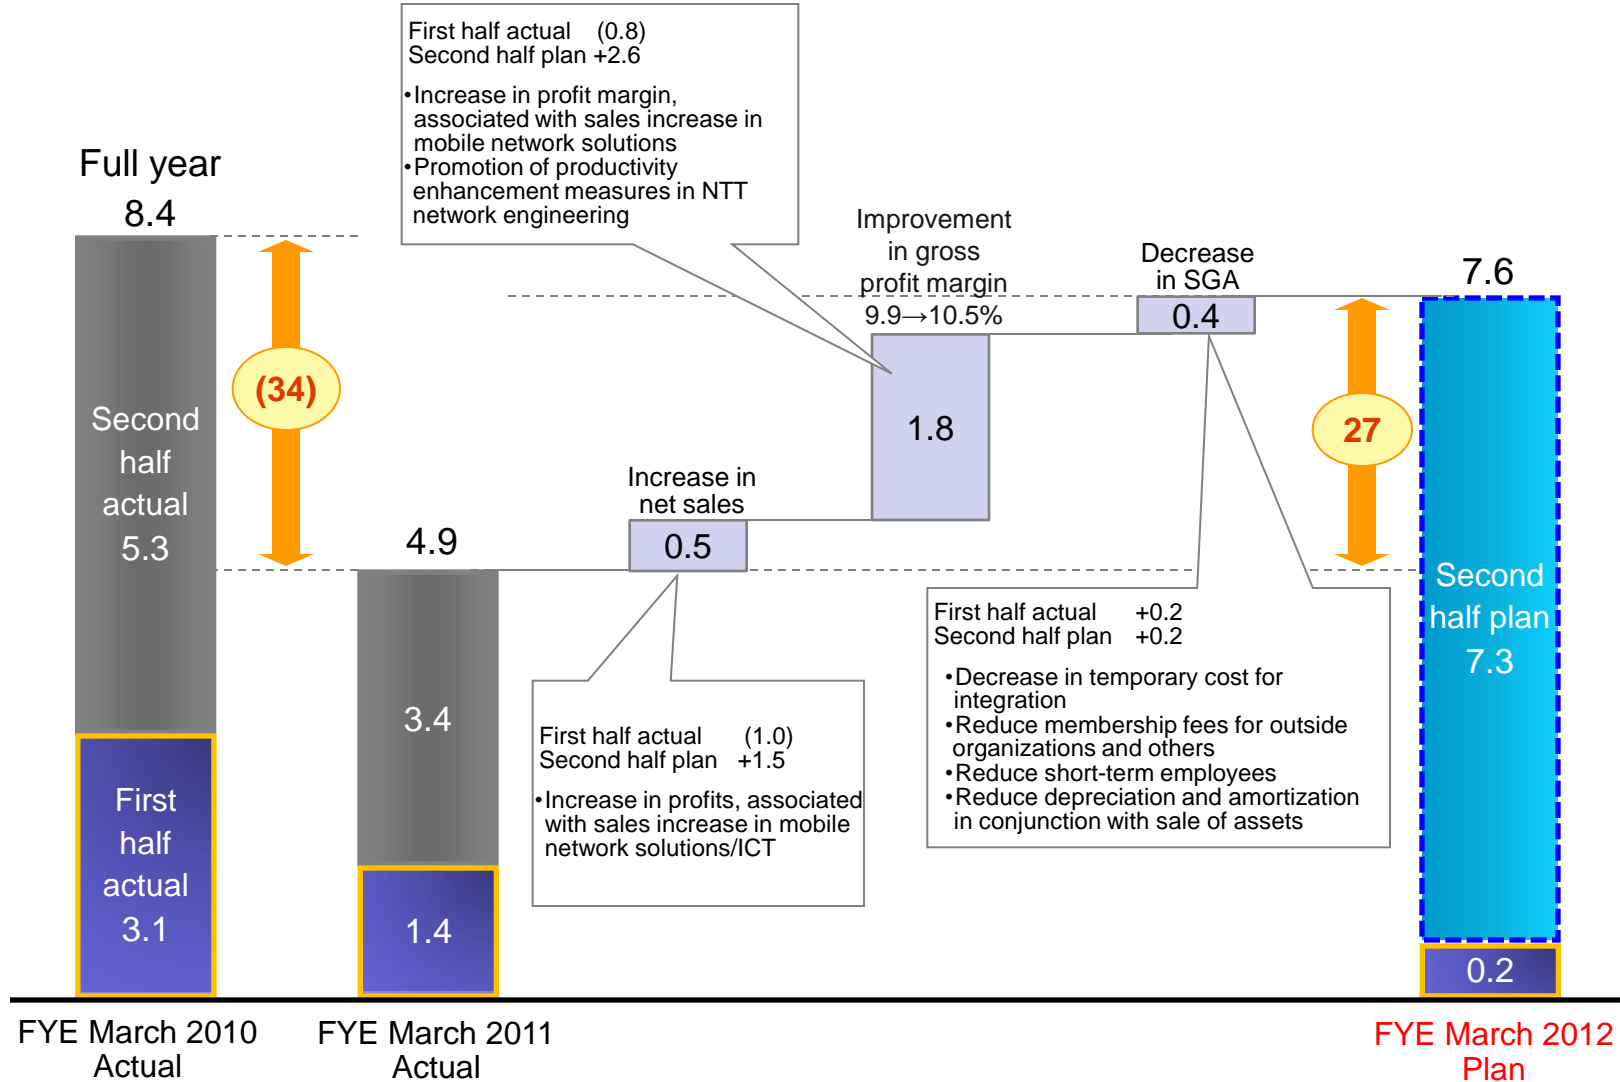 First half actual (0.8)
Second half plan +2.6
•Increase in profit margin,
associated with sales increase in
mobile network solutions
•Promotion of productivity
enhancement measures in NTT
network engineering
Full year
8.4
Second
half
actual
5.3
First
half
actual
3.1
(34)
4.9
3.4
1.4
Increase in
net sales
0.5
First half actual (1.0)
Second half plan +1.5
•Increase in profits, associated
with sales increase in mobile
network solutions/ICT
Improvement
in gross
profit margin
9.9→10.5%
1.8
Decrease
in SGA
0.4
First half actual +0.2
Second half plan +0.2
•Decrease in temporary cost for
integration
•Reduce membership fees for outside
organizations and others
•Reduce short-term employees
•Reduce depreciation and amortization
in conjunction with sale of assets
27
7.6
Second
half plan
7.3
0.2
FYE March 2010
Actual
FYE March 2011
Actual
FYE March 2012
Plan